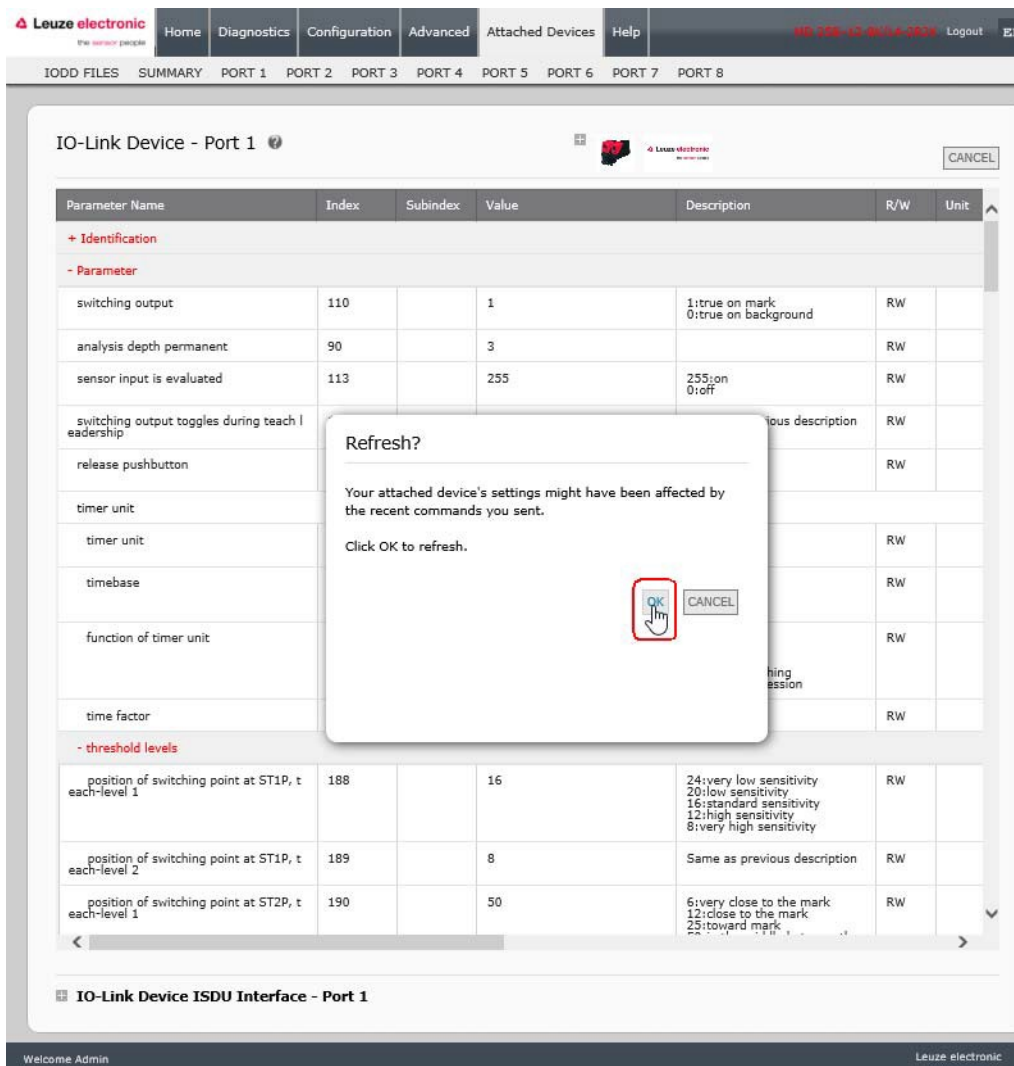 Leuze electronic
the sensor people
Home Diagnostics Configuration Advanced Attached Devices Help
Logout
IODD FILES SUMMARY PORT 1 PORT 2 PORT 3 PORT 4 PORT 5 PORT 6 PORT 7 PORT 8
IO-Link Device - Port 1
Leuze electronic
CANCEL
Parameter Name Index Subindex Value Description R/W Unit
+ Identification
- Parameter
switching output 110 1 1:true on mark RW
0:true on background
analysis depth permanent 90 3 RW
sensor input is evaluated 113 255 255:on RW
0:off
switching output toggles during teach l ious description RW
eadership
release pushbutton RW
timer unit
timer unit RW
timebase RW
function of timer unit RW
hing
ession
time factor RW
Refresh?
Your attached device's settings might have been affected by
the recent commands you sent.
Click OK to refresh.
OK CANCEL
- threshold levels
position of switching point at ST1P, t 188 16 24:very low sensitivity RW
each-level 1 20:low sensitivity
16:standard sensitivity
12:high sensitivity
8:very high sensitivity
position of switching point at ST1P, t 189 8 Same as previous description RW
each-level 2
position of switching point at ST2P, t 190 50 6:very close to the mark RW
each-level 1 12:close to the mark
25:toward mark
IO-Link Device ISDU Interface - Port 1
Welcome Admin Leuze electronic